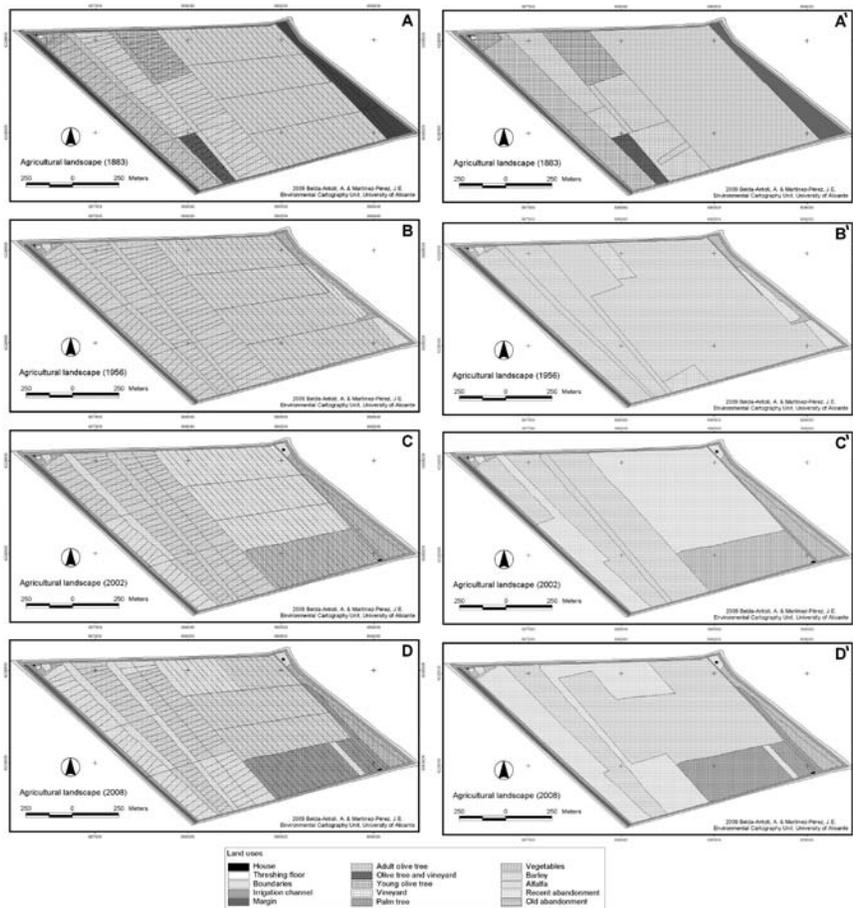 A
Agricultural landscape (1883)
250 0 250 Meters
2009 Belda-Antolí, A. & Martínez-Pérez, J.E.
Environmental Cartography Unit, University of Alicante
A'
Agricultural landscape (1883)
250 0 250 Meters
2009 Belda-Antolí, A. & Martínez-Pérez, J.E.
Environmental Cartography Unit, University of Alicante
B
Agricultural landscape (1956)
250 0 250 Meters
2009 Belda-Antolí, A. & Martínez-Pérez, J.E.
Environmental Cartography Unit, University of Alicante
B'
Agricultural landscape (1956)
250 0 250 Meters
2009 Belda-Antolí, A. & Martínez-Pérez, J.E.
Environmental Cartography Unit, University of Alicante
C
Agricultural landscape (2002)
250 0 250 Meters
2009 Belda-Antolí, A. & Martínez-Pérez, J.E.
Environmental Cartography Unit, University of Alicante
C'
Agricultural landscape (2002)
250 0 250 Meters
2009 Belda-Antolí, A. & Martínez-Pérez, J.E.
Environmental Cartography Unit, University of Alicante
D
Agricultural landscape (2008)
250 0 250 Meters
2009 Belda-Antolí, A. & Martínez-Pérez, J.E.
Environmental Cartography Unit, University of Alicante
D'
Agricultural landscape (2008)
250 0 250 Meters
2009 Belda-Antolí, A. & Martínez-Pérez, J.E.
Environmental Cartography Unit, University of Alicante
Land uses
House
Threshing floor
Boundaries
Irrigation channel
Margin
Adult olive tree
Olive tree and vineyard
Young olive tree
Vineyard
Palm tree
Vegetables
Barley
Alfalfa
Recent abandonment
Old abandonment